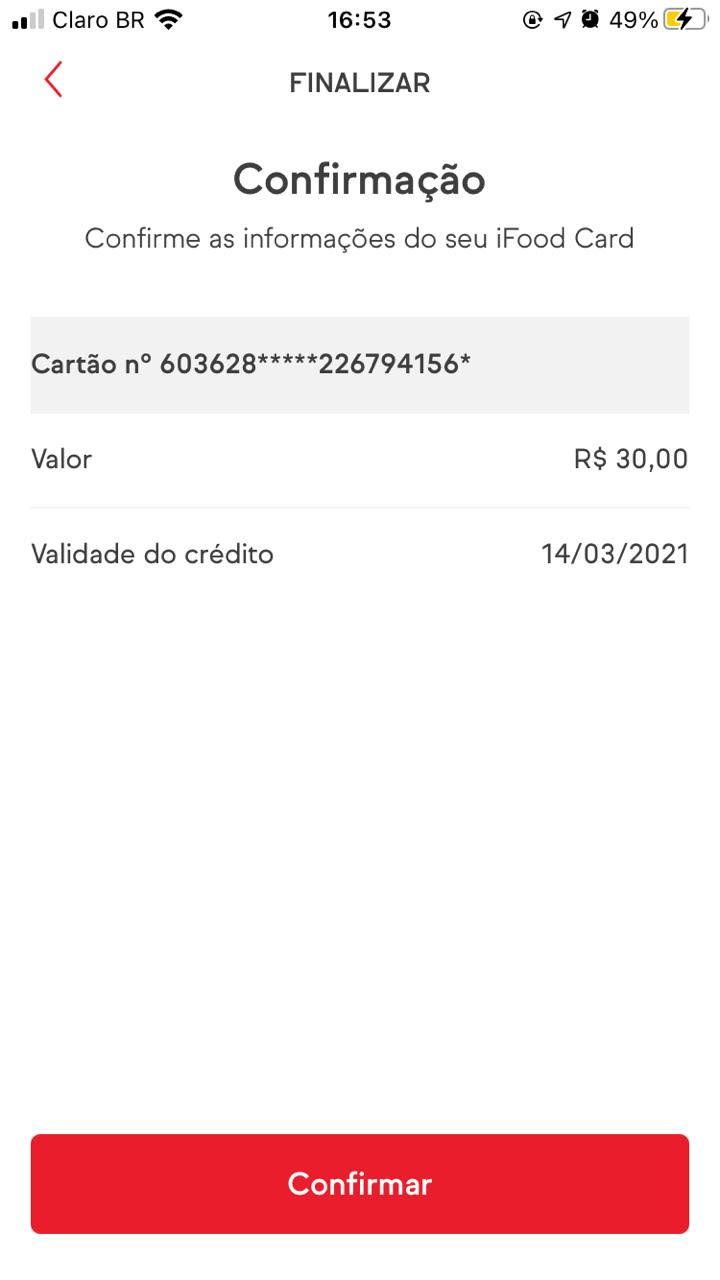 Claro BR 16:53 49%
FINALIZAR
Confirmação
Confirme as informações do seu iFood Card
Cartão nº 603628*****226794156*
Valor R$ 30,00
Validade do crédito 14/03/2021
Confirmar